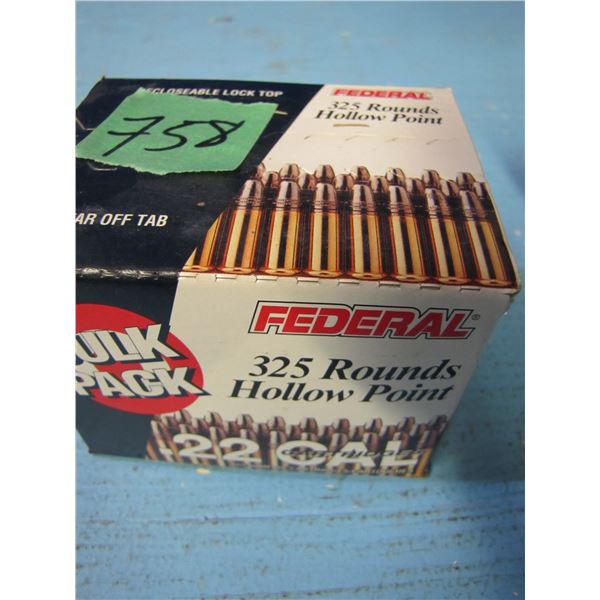 RECLOSEABLE LOCK TOP
FEDERAL
325 Rounds
Hollow Point
758
AR OFF TAB
FEDERAL®
ULK
PACK
325 Rounds
Hollow Point
.22 CAL